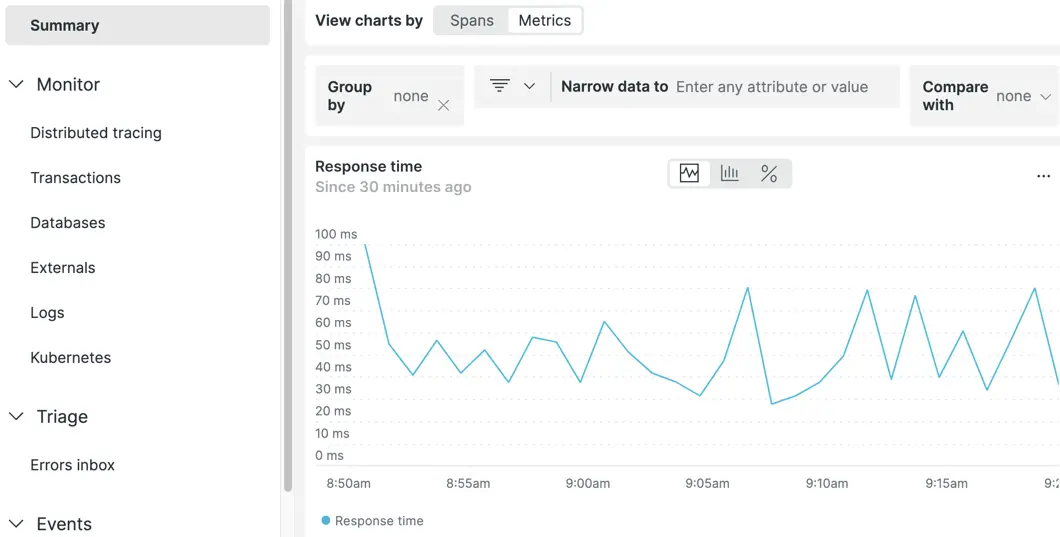 Summary
Monitor
Distributed tracing
Transactions
Databases
Externals
Logs
Kubernetes
Triage
Errors inbox
Events
View charts by Spans Metrics
Group by none
Narrow data to Enter any attribute or value
Compare with none
Response time
Since 30 minutes ago
%
100 ms
90 ms
80 ms
70 ms
60 ms
50 ms
40 ms
30 ms
20 ms
10 ms
0 ms
8:50am 8:55am 9:00am 9:05am 9:10am 9:15am
Response time